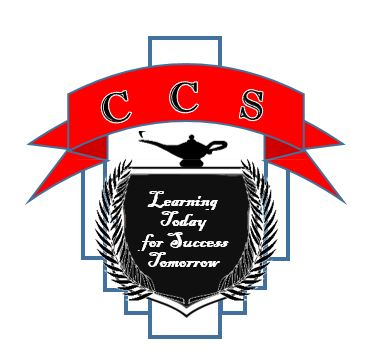 C C S
Learning
Today
for Success
Tomorrow